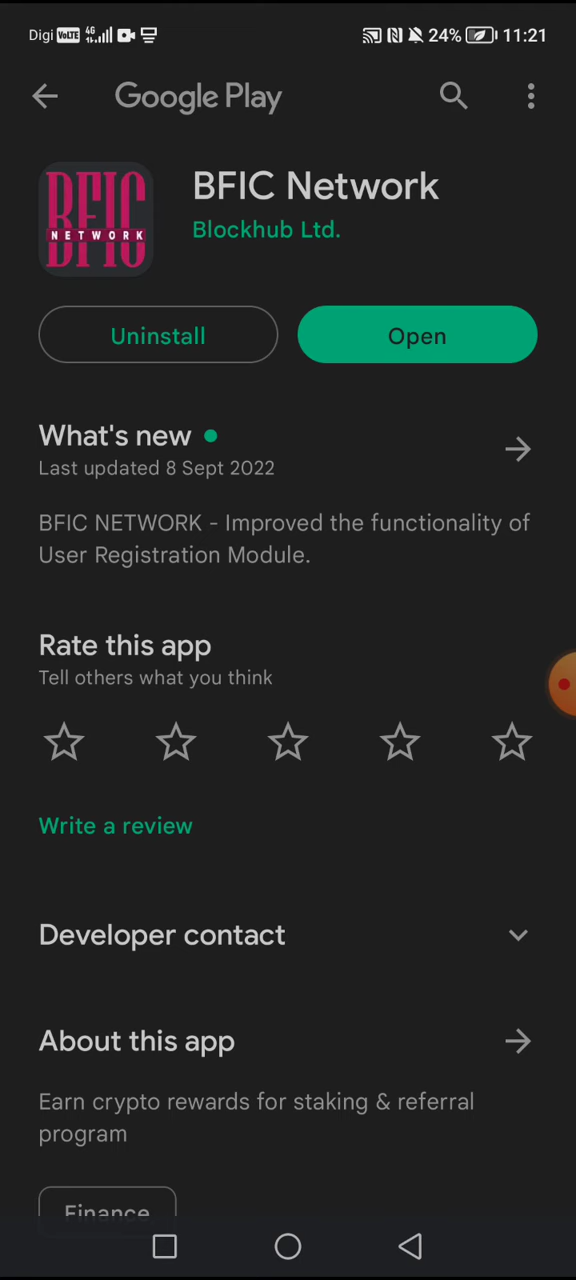 Digi VoLTE 4G 24% 11:21
Google Play
BFIC
NETWORK
BFIC Network
Blockhub Ltd.
Uninstall
Open
What's new
Last updated 8 Sept 2022
BFIC NETWORK - Improved the functionality of
User Registration Module.
Rate this app
Tell others what you think
Write a review
Developer contact
About this app
Earn crypto rewards for staking & referral
program
Finance